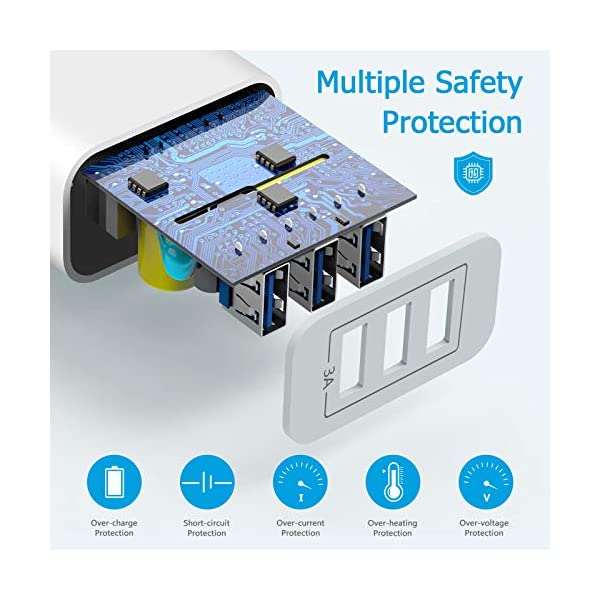 Multiple Safety
Protection
3A
Over-charge
Protection
Short-circuit
Protection
I
Over-current
Protection
Over-heating
Protection
V
Over-voltage
Protection